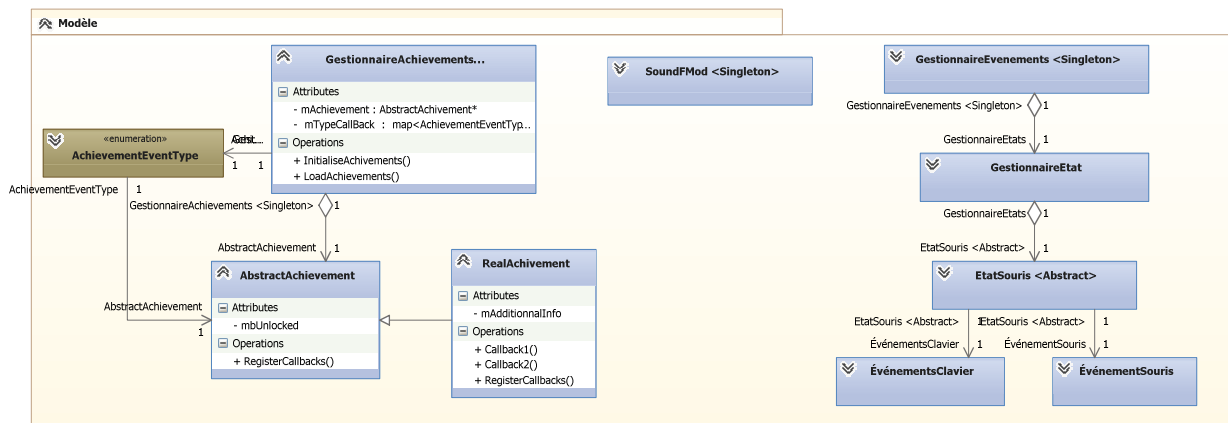 Modèle
GestionnaireAchievements...
Attributes
- mAchievement : AbstractAchivement*
- mTypeCallBack : map<AchievementEventTyp...
Operations
+ InitialiseAchivements()
+ LoadAchievements()
«enumeration»
AchievementEventType
1
1
AchievementEventType
1
GestionnaireAchievements <Singleton>
1
AbstractAchievement
1
AbstractAchievement
1
AbstractAchievement
Attributes
- mbUnlocked
Operations
+ RegisterCallbacks()
RealAchivement
Attributes
- mAdditionnalInfo
Operations
+ Callback1()
+ Callback2()
+ RegisterCallbacks()
SoundFMod <Singleton>
GestionnaireEvenements <Singleton>
GestionnaireEvenements <Singleton>
1
GestionnaireEtats
1
GestionnaireEtat
GestionnaireEtats
1
EtatSouris <Abstract>
1
EtatSouris <Abstract>
EtatSouris <Abstract>
1
EtatSouris <Abstract>
1
ÉvénementsClavier
1
ÉvénementSouris
1
ÉvénementsClavier
ÉvénementSouris